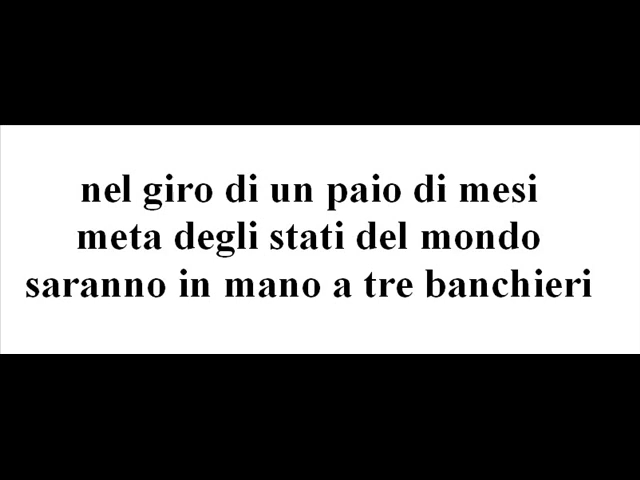 nel giro di un paio di mesi
meta degli stati del mondo
saranno in mano a tre banchieri